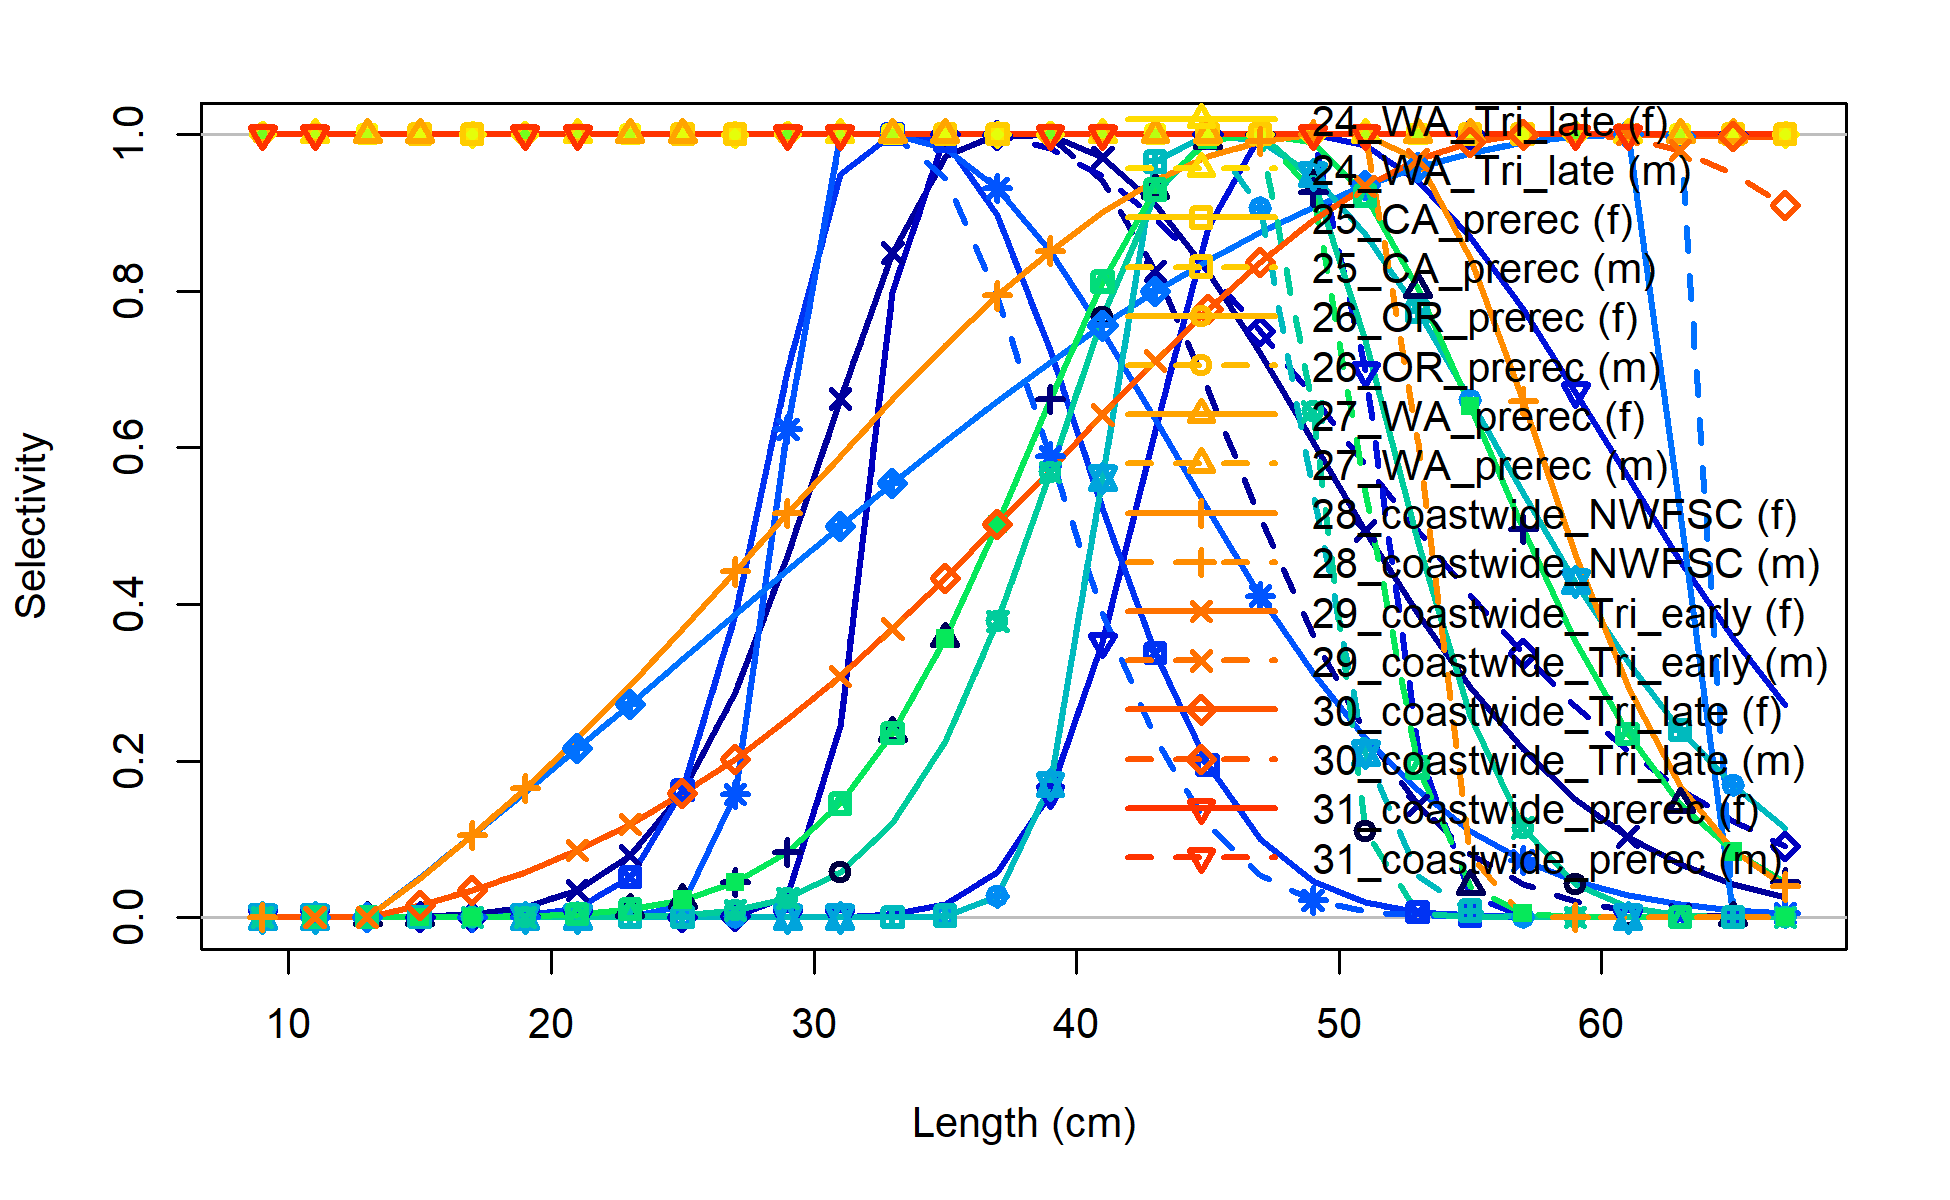 24_WA_Tri_late (f)
24_WA_Tri_late (m)
25_CA_prerec (f)
25_CA_prerec (m)
26_OR_prerec (f)
26_OR_prerec (m)
27_WA_prerec (f)
27_WA_prerec (m)
28_coastwide_NWFSC (f)
28_coastwide_NWFSC (m)
29_coastwide_Tri_early (f)
29_coastwide_Tri_early (m)
30_coastwide_Tri_late (f)
30_coastwide_Tri_late (m)
31_coastwide_prerec (f)
31_coastwide_prerec (m)
Selectivity
1.0
0.8
0.6
0.4
0.2
0.0
10 20 30 40 50 60
Length (cm)